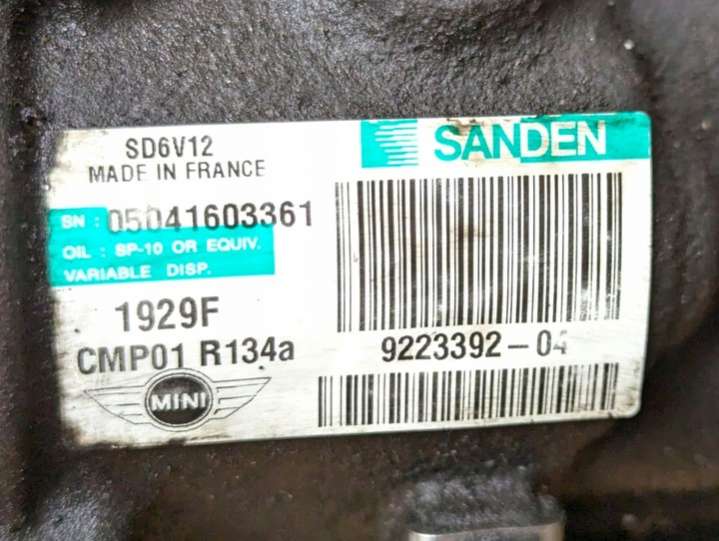 SD6V12
MADE IN FRANCE
SANDEN
SN : 05041603361
OIL : SP-10 OR EQUIV.
VARIABLE DISP.
1929F
CMP01 R134a
9223392-04
MINI